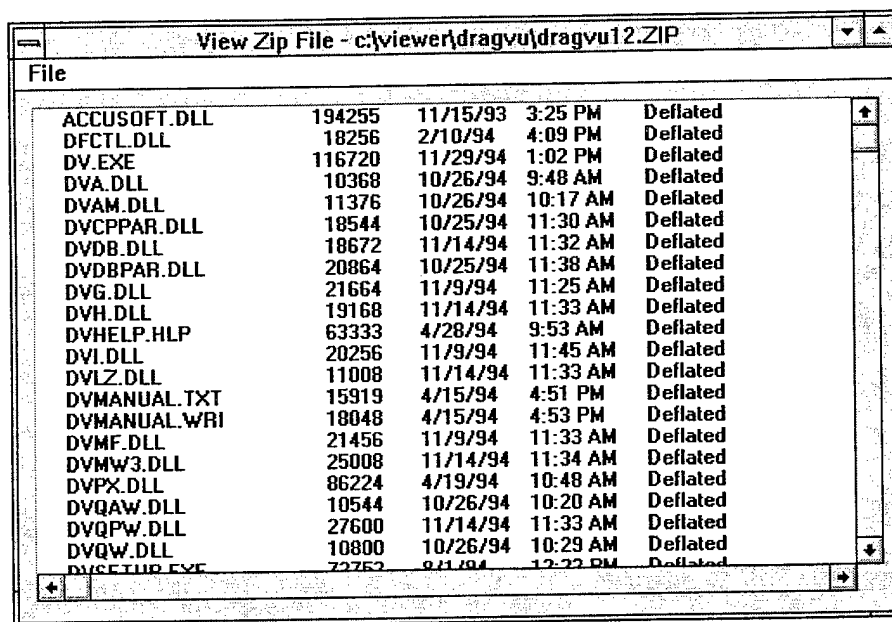 View Zip File - c:\viewer\dragvu\dragvu12.ZIP
File
ACCUSOFT.DLL 194255 11/15/93 3:25 PM Deflated
DFCTL.DLL 18256 2/10/94 4:09 PM Deflated
DV.EXE 116720 11/29/94 1:02 PM Deflated
DVA.DLL 10368 10/26/94 9:48 AM Deflated
DVAM.DLL 11376 10/26/94 10:17 AM Deflated
DVCPPAR.DLL 18544 10/25/94 11:30 AM Deflated
DVDB.DLL 18672 11/14/94 11:32 AM Deflated
DVDBPAR.DLL 20864 10/25/94 11:38 AM Deflated
DVG.DLL 21664 11/9/94 11:25 AM Deflated
DVH.DLL 19168 11/14/94 11:33 AM Deflated
DVHELP.HLP 63333 4/28/94 9:53 AM Deflated
DVI.DLL 20256 11/9/94 11:45 AM Deflated
DVLZ.DLL 11008 11/14/94 11:33 AM Deflated
DVMANUAL.TXT 15919 4/15/94 4:51 PM Deflated
DVMANUAL.WRI 18048 4/15/94 4:53 PM Deflated
DVMF.DLL 21456 11/9/94 11:33 AM Deflated
DVMW3.DLL 25008 11/14/94 11:34 AM Deflated
DVPX.DLL 86224 4/19/94 10:48 AM Deflated
DVQAW.DLL 10544 10/26/94 10:20 AM Deflated
DVQPW.DLL 27600 11/14/94 11:33 AM Deflated
DVQW.DLL 10800 10/26/94 10:29 AM Deflated
DVSETUP.EXE 8/1/94 PM Deflated